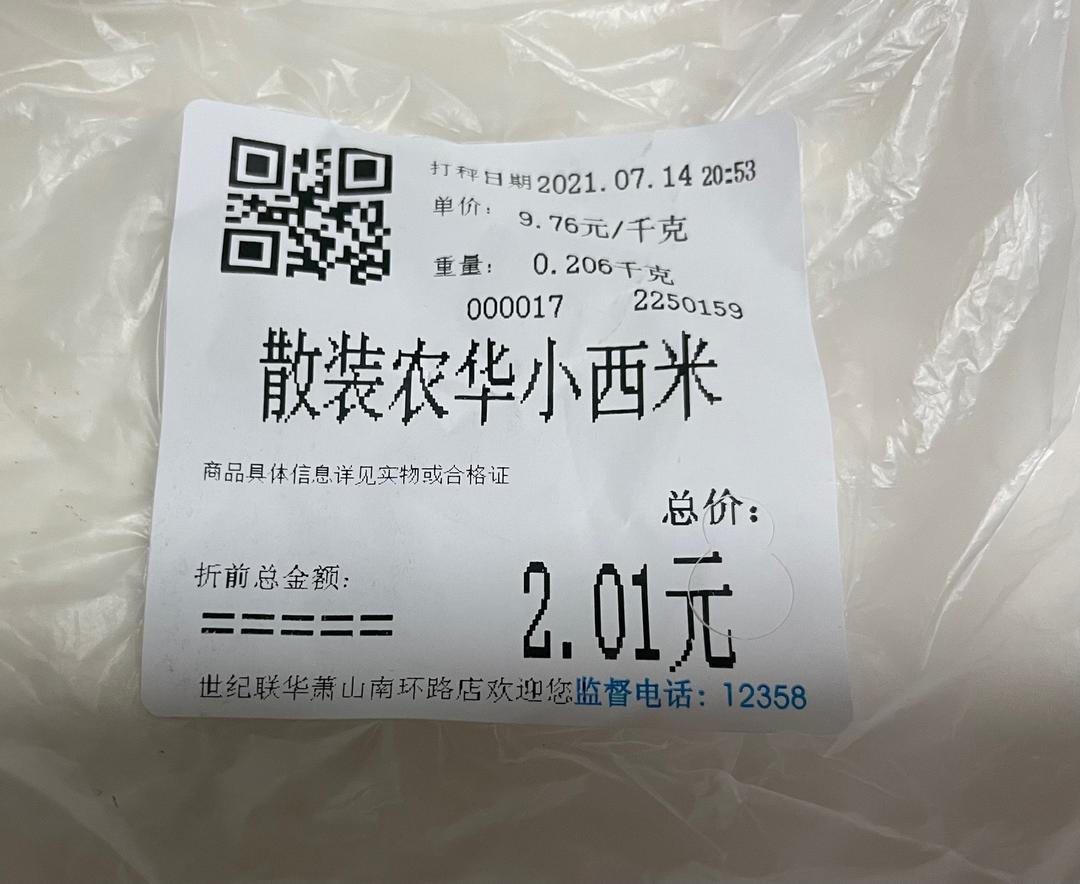 打秤日期2021.07.14 20:53
单价: 9.76元/千克
重量: 0.206千克
000017 2250159
散装农华小西米
商品具体信息详见实物或合格证
总价:
折前总金额:
2.01元
=====
世纪联华萧山南环路店欢迎您监督电话: 12358